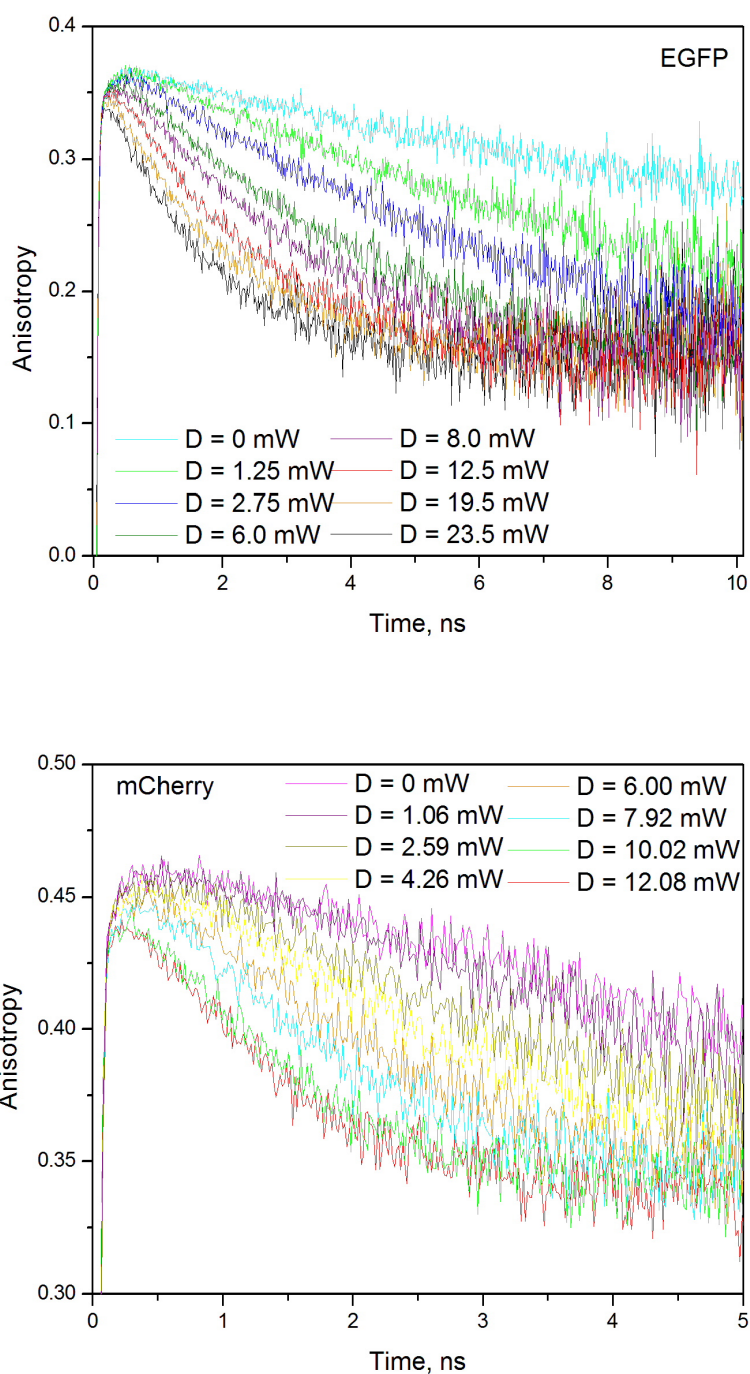 0.4
EGFP
0.3
0.2
0.1
0.0
Anisotropy
D = 0 mW
D = 8.0 mW
D = 1.25 mW
D = 12.5 mW
D = 2.75 mW
D = 19.5 mW
D = 6.0 mW
D = 23.5 mW
0 2 4 6 8 10
Time, ns
0.50
mCherry
D = 0 mW
D = 6.00 mW
D = 1.06 mW
D = 7.92 mW
D = 2.59 mW
D = 10.02 mW
D = 4.26 mW
D = 12.08 mW
0.45
0.40
0.35
0.30
Anisotropy
0 1 2 3 4 5
Time, ns